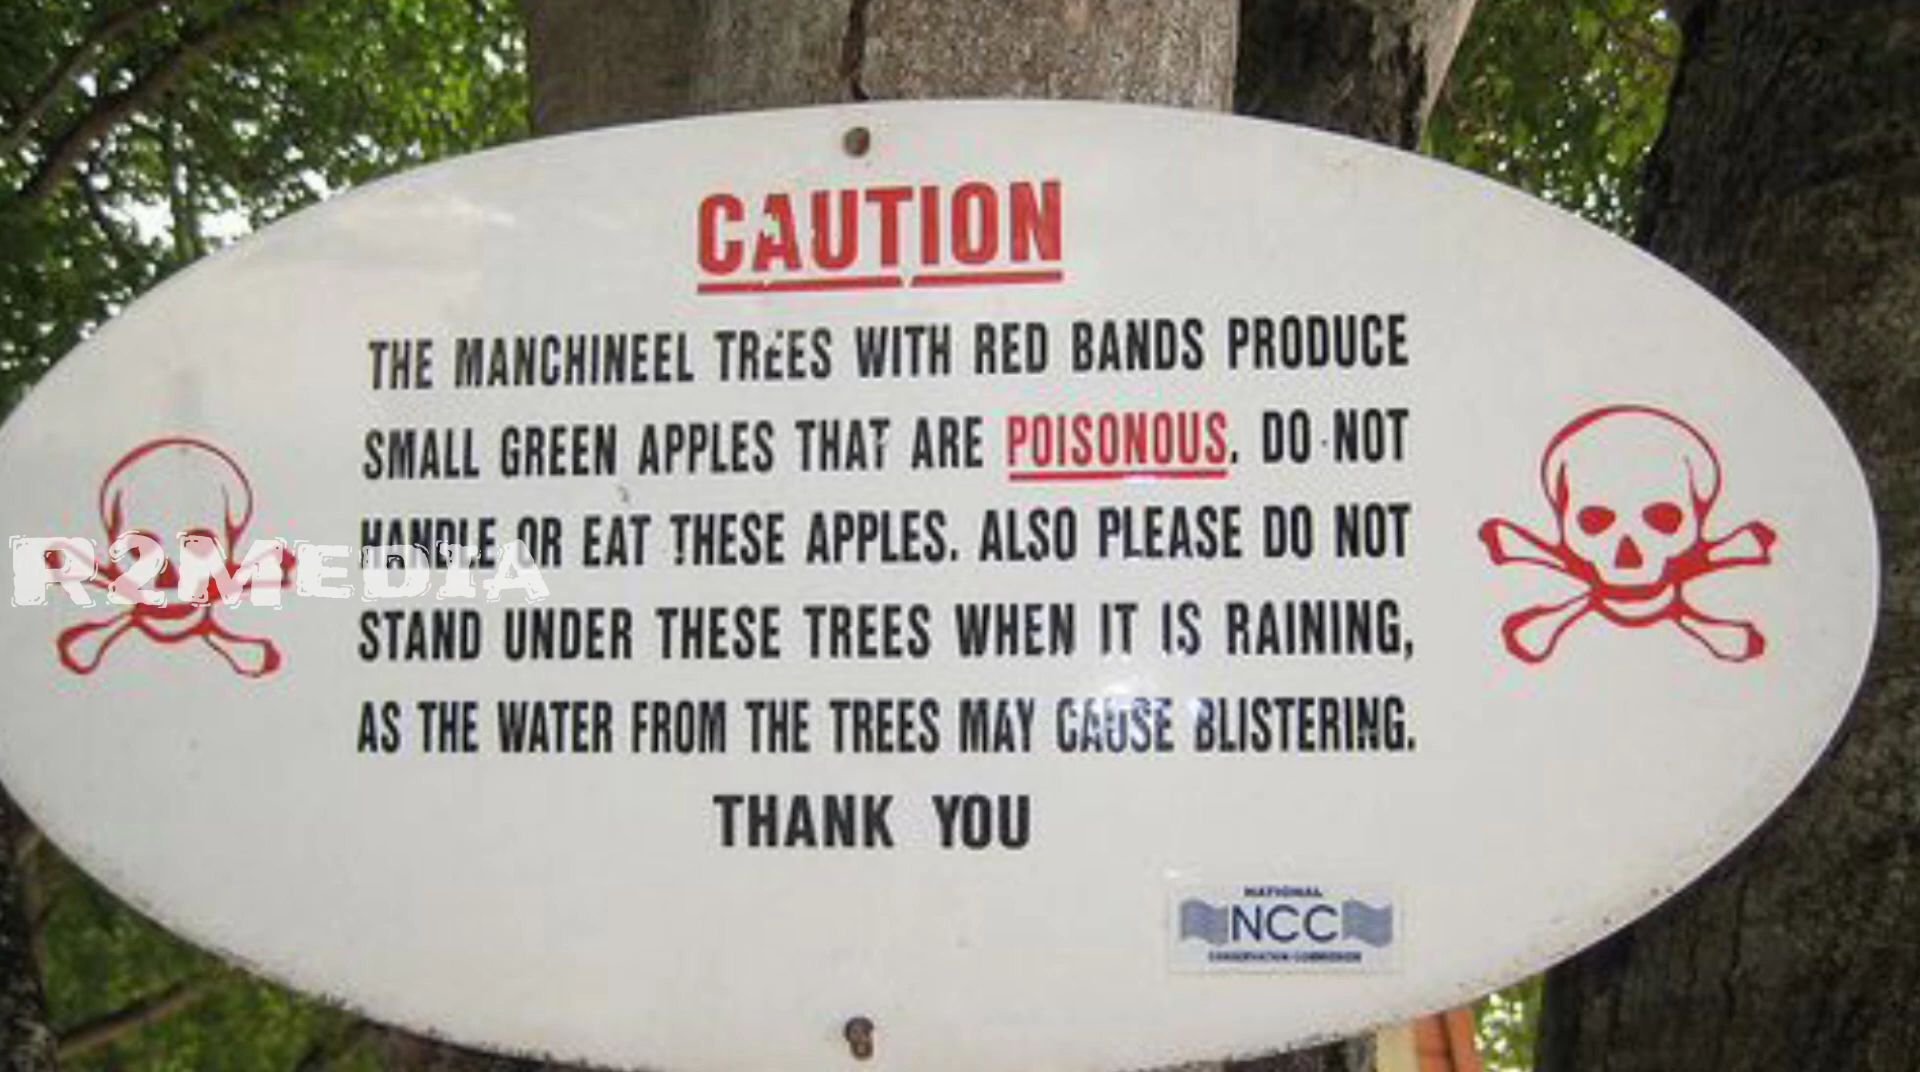 CAUTION
THE MANCHINEEL TREES WITH RED BANDS PRODUCE
SMALL GREEN APPLES THAT ARE POISONOUS. DO NOT
HANDLE OR EAT THESE APPLES. ALSO PLEASE DO NOT
R2MEDIA
STAND UNDER THESE TREES WHEN IT IS RAINING,
AS THE WATER FROM THE TREES MAY CAUSE BLISTERING.
THANK YOU
NATIONAL
NCC
CONSERVATION COMMISSION